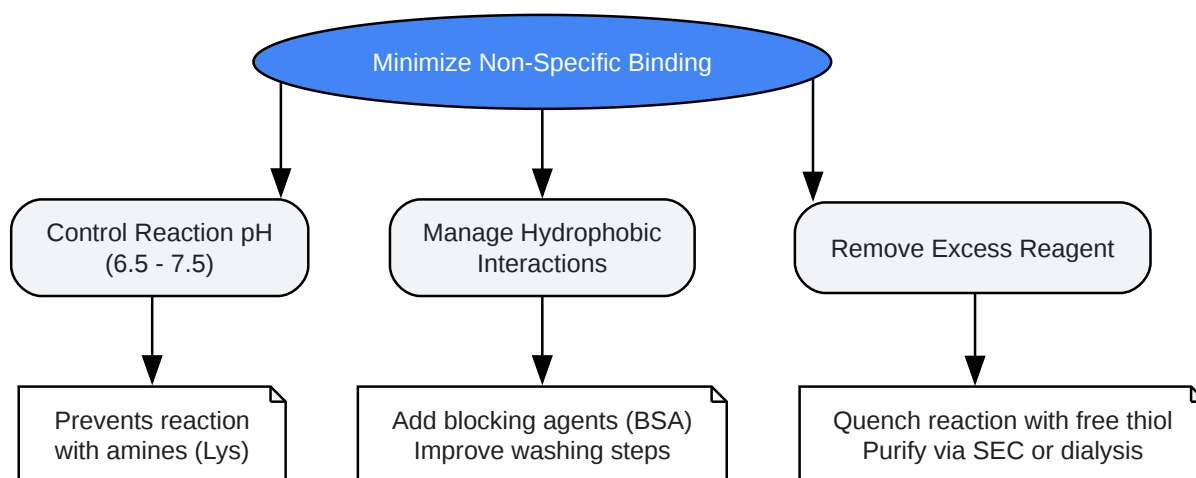 Minimize Non-Specific Binding
Control Reaction pH
(6.5 - 7.5)
Manage Hydrophobic
Interactions
Remove Excess Reagent
Prevents reaction
with amines (Lys)
Add blocking agents (BSA)
Improve washing steps
Quench reaction with free thiol
Purify via SEC or dialysis